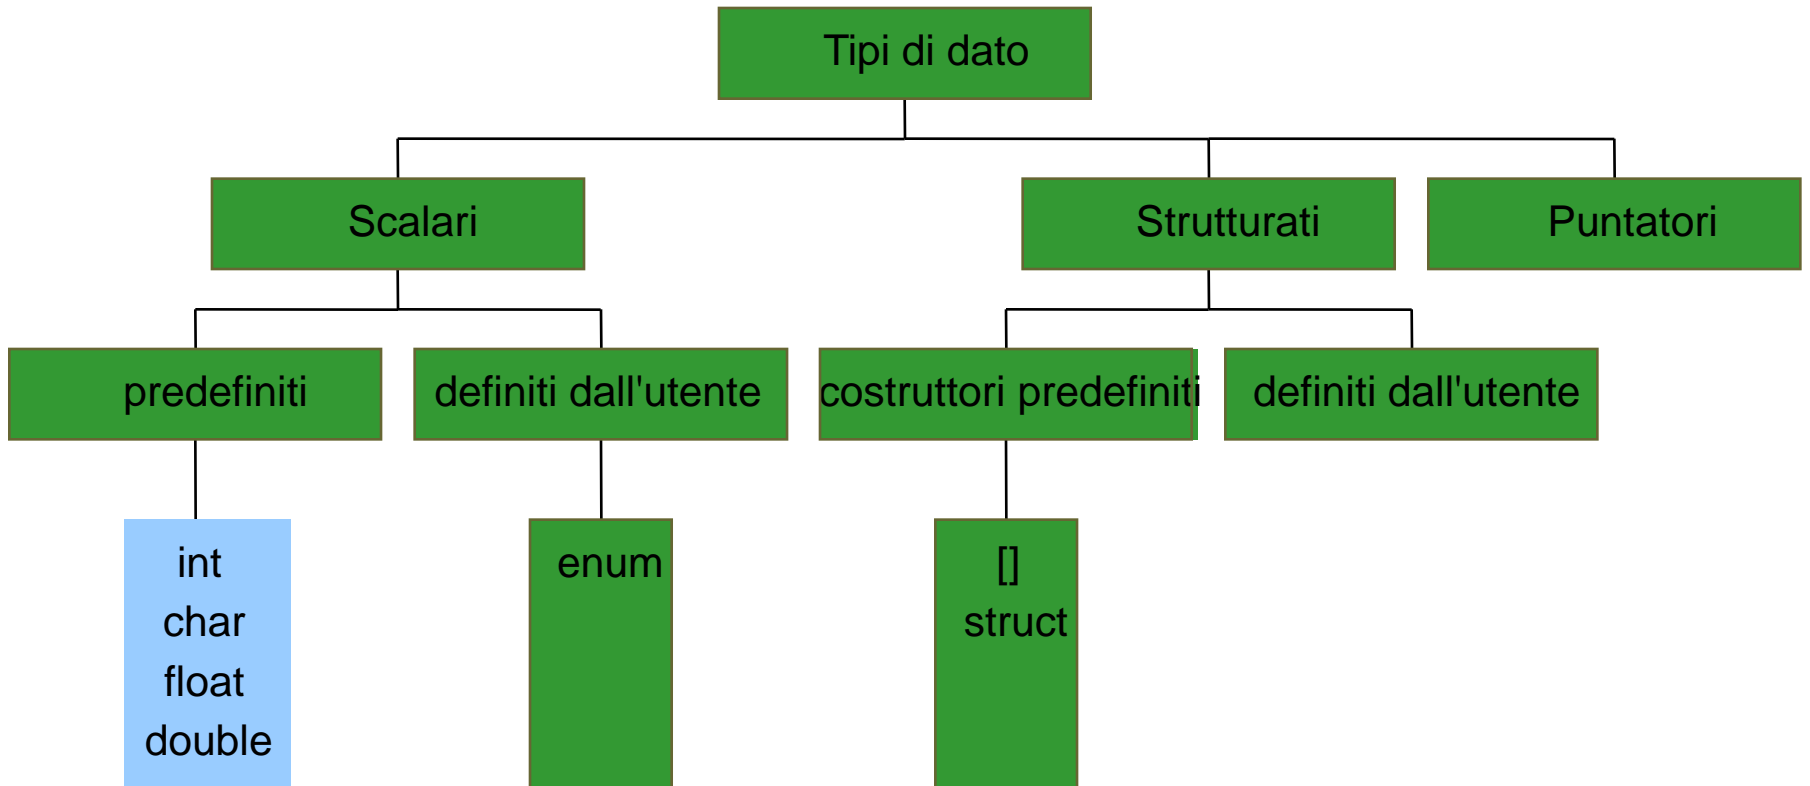 Tipi di dato
Scalari
Strutturati
Puntatori
predefiniti
definiti dall'utente
costruttori predefiniti
definiti dall'utente
int
char
float
double
enum
[]
struct